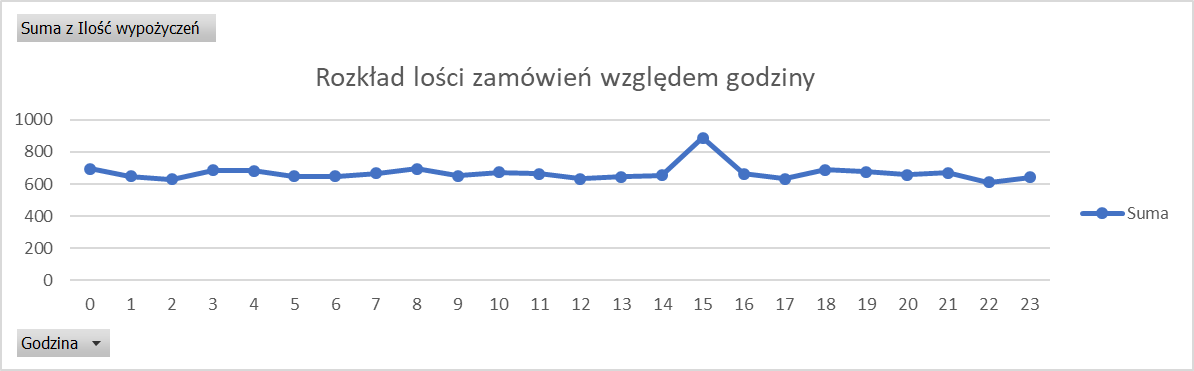 Suma z Ilość wypożyczeń
Rozkład lości zamówień względem godziny
1000
800
600
400
200
0
Suma
0 1 2 3 4 5 6 7 8 9 10 11 12 13 14 15 16 17 18 19 20 21 22 23
Godzina